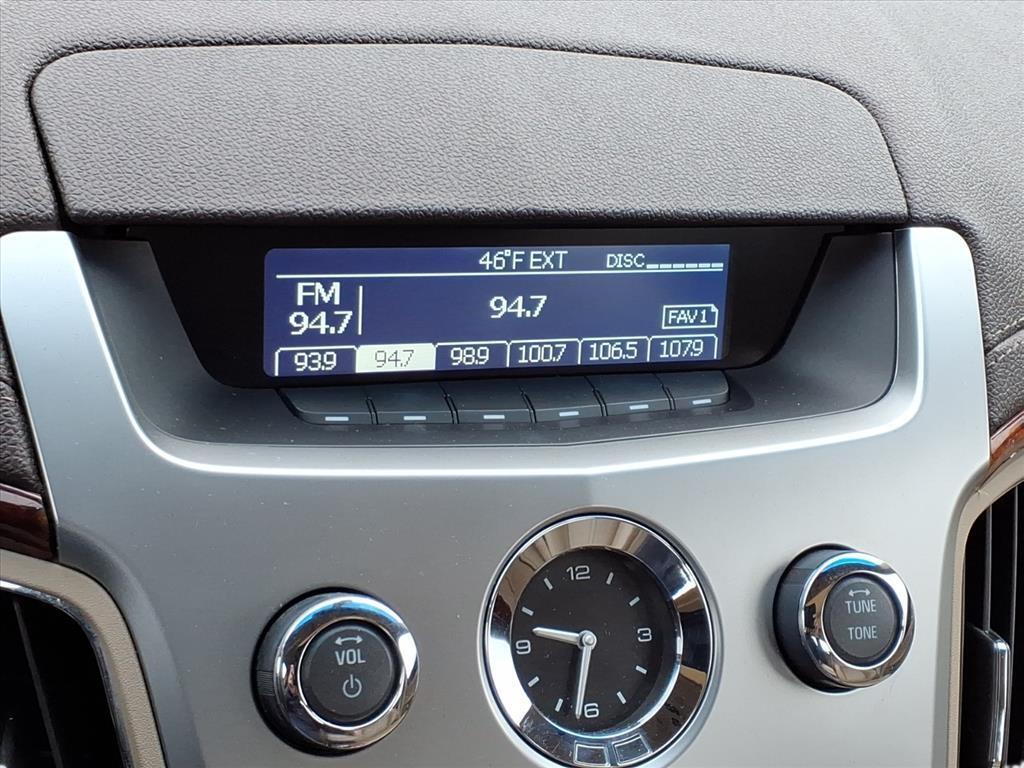 46°F EXT DISC
FM
94.7
94.7
FAV 1
93.9 94.7 98.9 100.7 106.5 107.9
12
9 3
6
VOL
TUNE
TONE